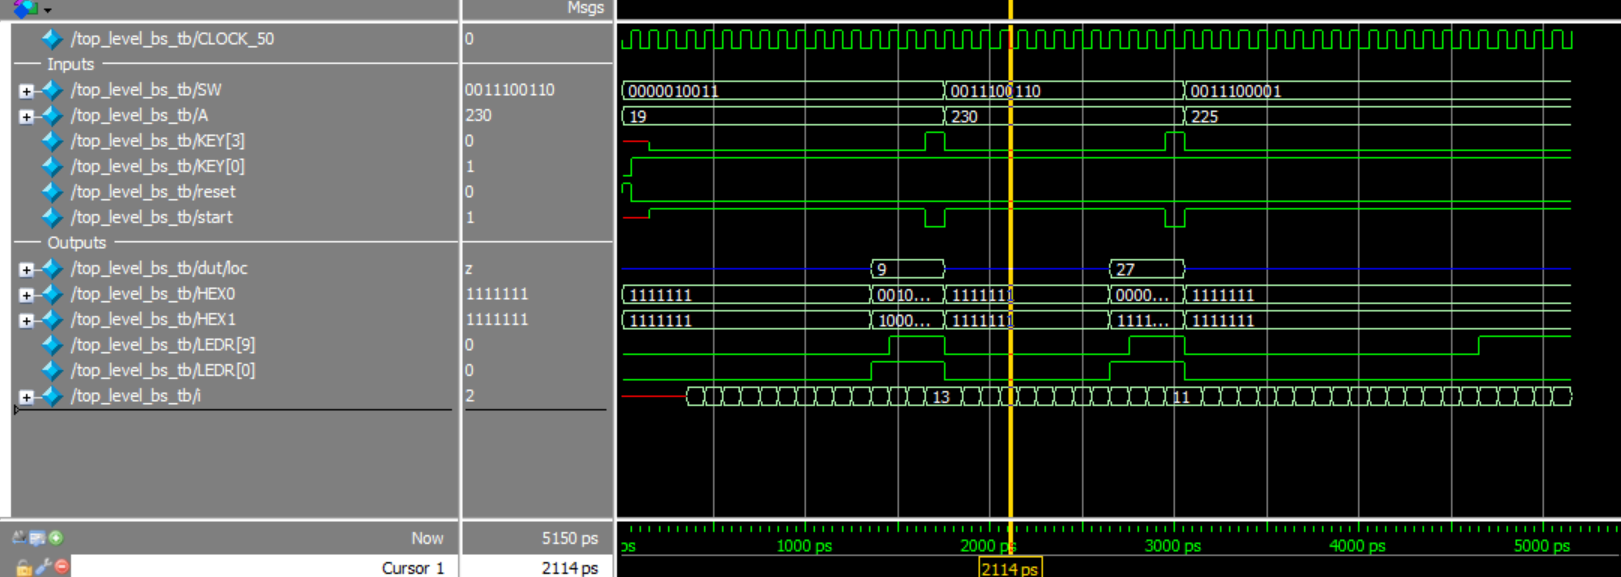 Msgs
/top_level_bs_tb/CLOCK_50 0
Inputs
/top_level_bs_tb/SW 0011100110 0000010011 0011100110 0011100001
/top_level_bs_tb/A 230 19 230 225
/top_level_bs_tb/KEY[3] 0
/top_level_bs_tb/KEY[0] 1
/top_level_bs_tb/reset 0
/top_level_bs_tb/start 1
Outputs
/top_level_bs_tb/dut/loc z 9 27
/top_level_bs_tb/HEX0 1111111 1111111 0010... 1111111 0000... 1111111
/top_level_bs_tb/HEX1 1111111 1111111 1000... 1111111 1111... 1111111
/top_level_bs_tb/LEDR[9] 0
/top_level_bs_tb/LEDR[0] 0
/top_level_bs_tb/i 2 13 11
Now 5150 ps ps 1000 ps 2000 ps 3000 ps 4000 ps 5000 ps
Cursor 1 2114 ps 2114 ps